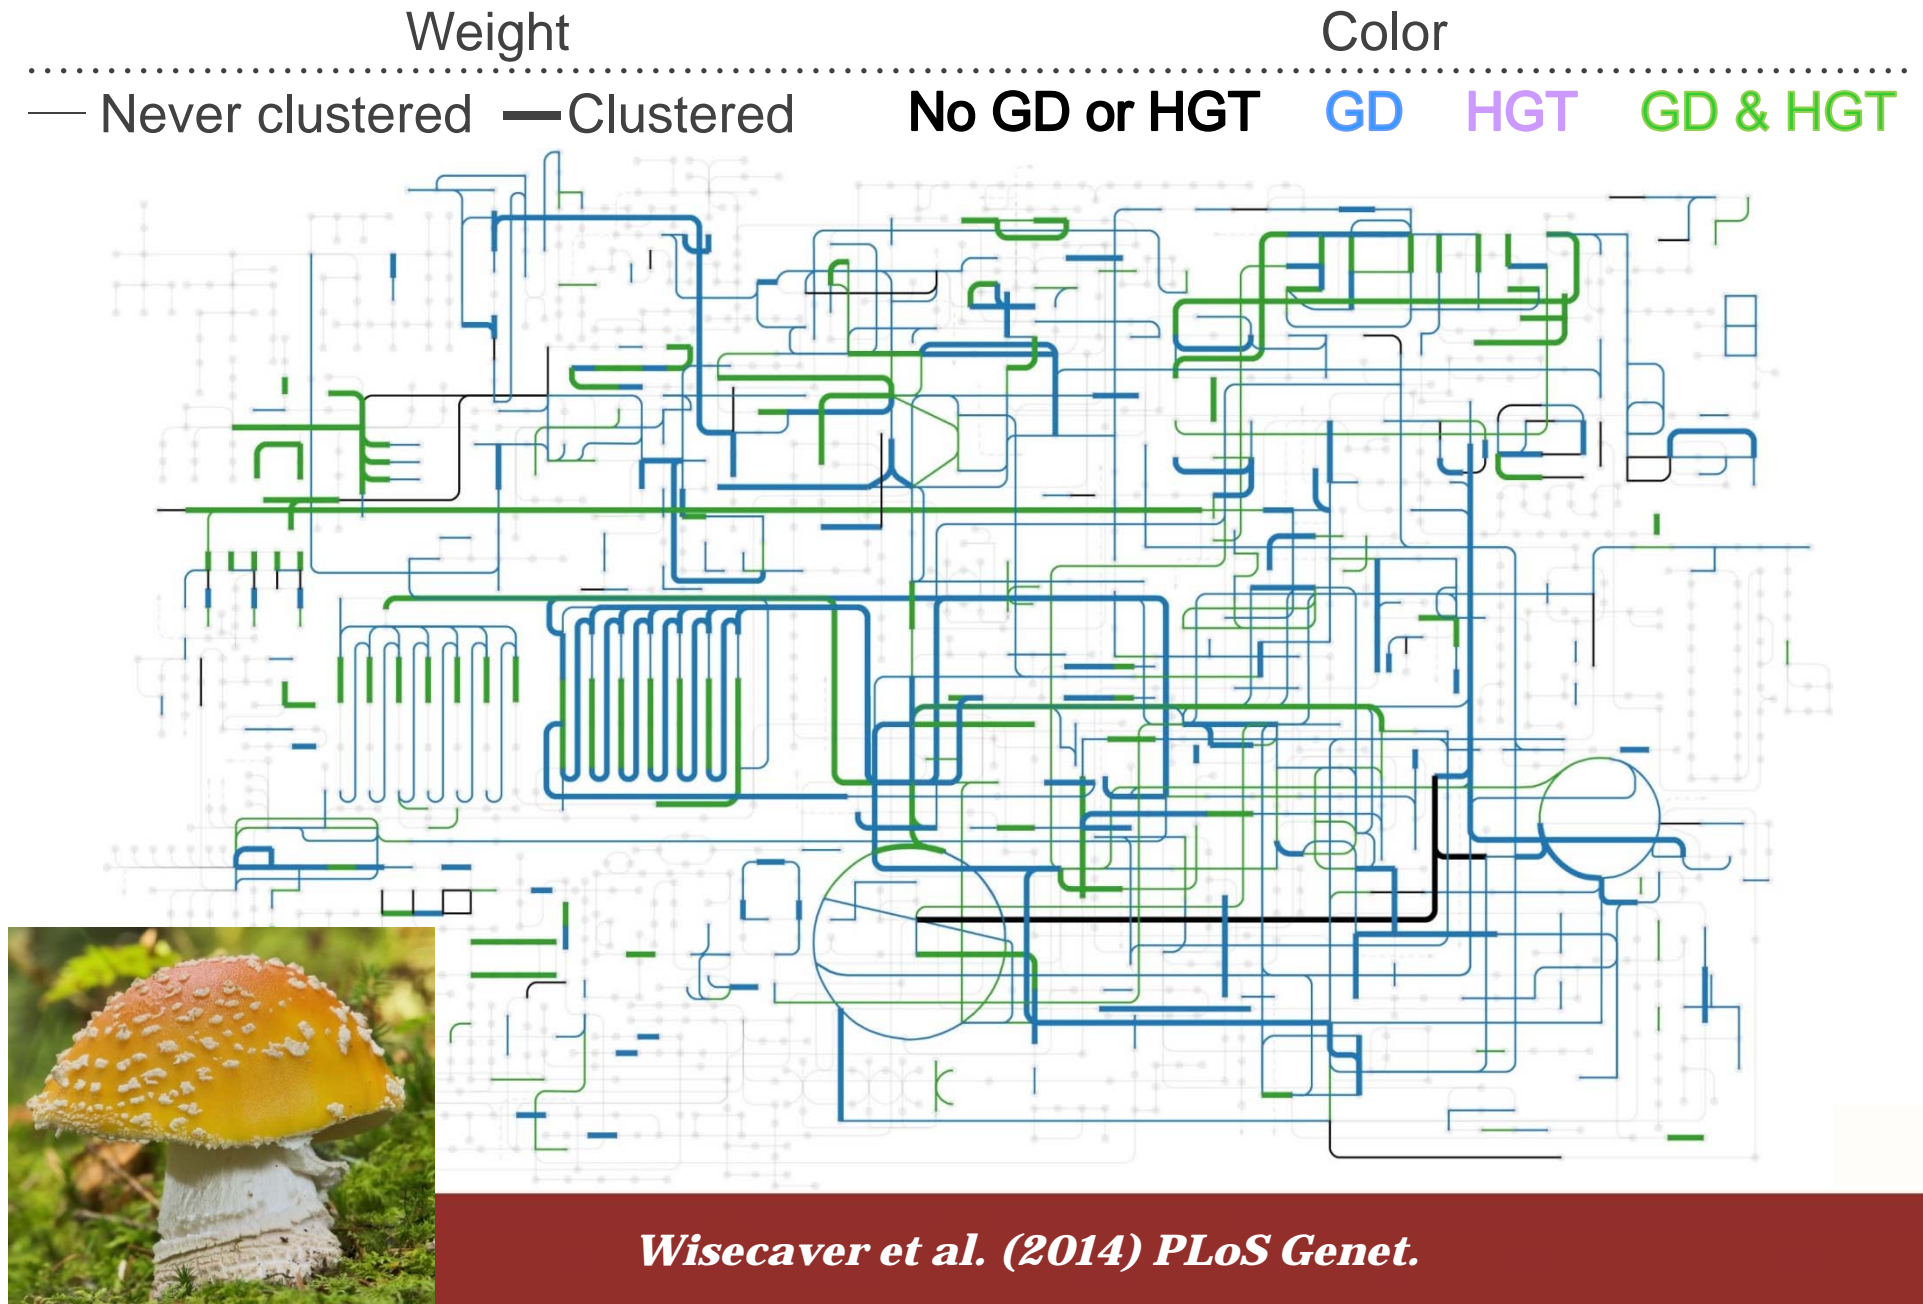 Weight Color
Never clustered Clustered No GD or HGT GD HGT GD & HGT
Wisecaver et al. (2014) PLoS Genet.